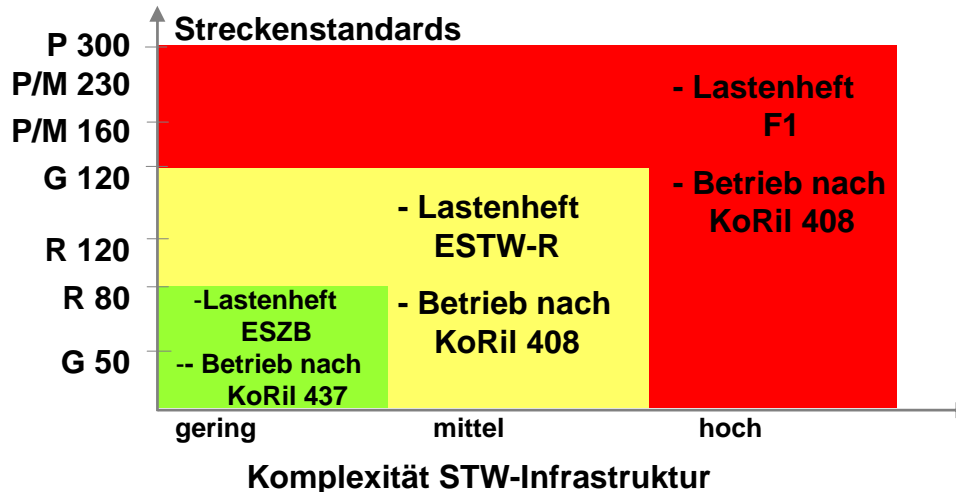 Streckenstandards
P 300
P/M 230
P/M 160
G 120
R 120
R 80
G 50
- Lastenheft
F1
- Betrieb nach
KoRil 408
- Lastenheft
ESTW-R
- Betrieb nach
KoRil 408
-Lastenheft
ESZB
-- Betrieb nach
KoRil 437
gering
mittel
hoch
Komplexität STW-Infrastruktur